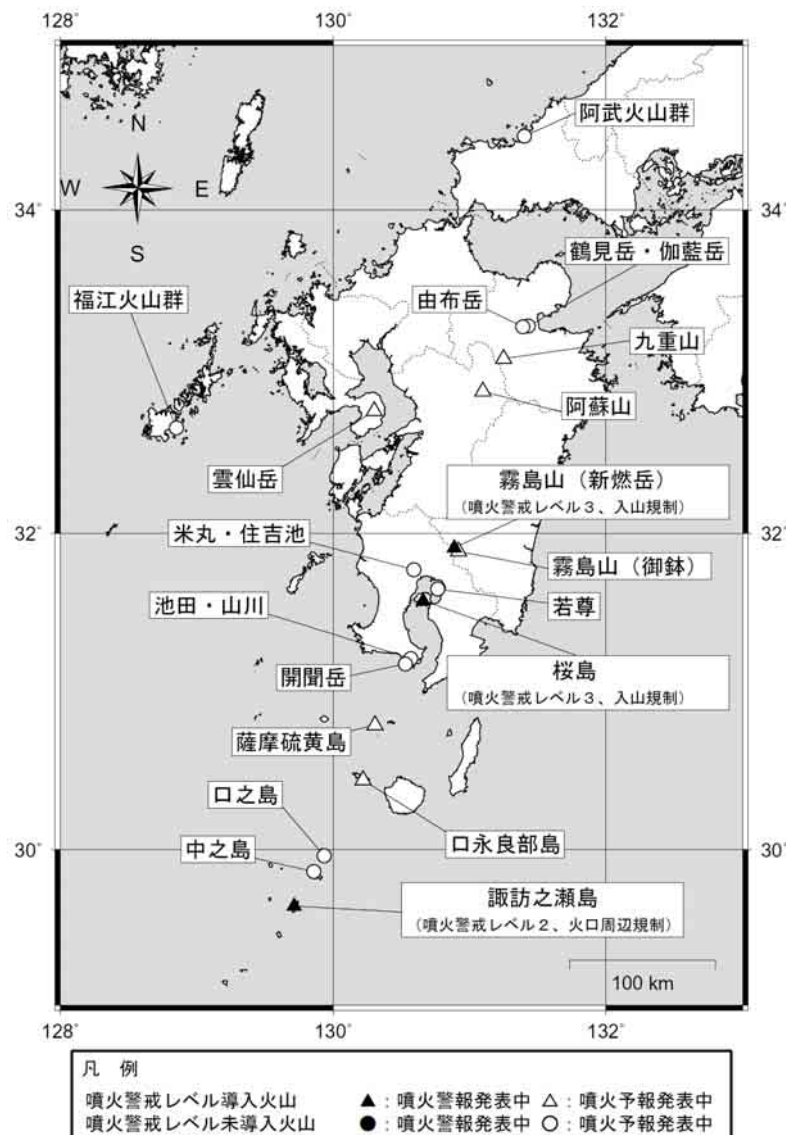 128° 130° 132°
N
W E
S
阿武火山群
34°
34°
鶴見岳・伽藍岳
由布岳
福江火山群
九重山
阿蘇山
雲仙岳
霧島山（新燃岳）
（噴火警戒レベル３、入山規制）
米丸・住吉池
32°
32°
霧島山（御鉢）
若尊
池田・山川
桜島
（噴火警戒レベル３、入山規制）
開聞岳
薩摩硫黄島
口之島
口永良部島
中之島
30°
30°
諏訪之瀬島
（噴火警戒レベル２、火口周辺規制）
100 km
128° 130° 132°
凡 例
噴火警戒レベル導入火山 ▲：噴火警報発表中 △：噴火予報発表中
噴火警戒レベル未導入火山 ●：噴火警報発表中 ○：噴火予報発表中